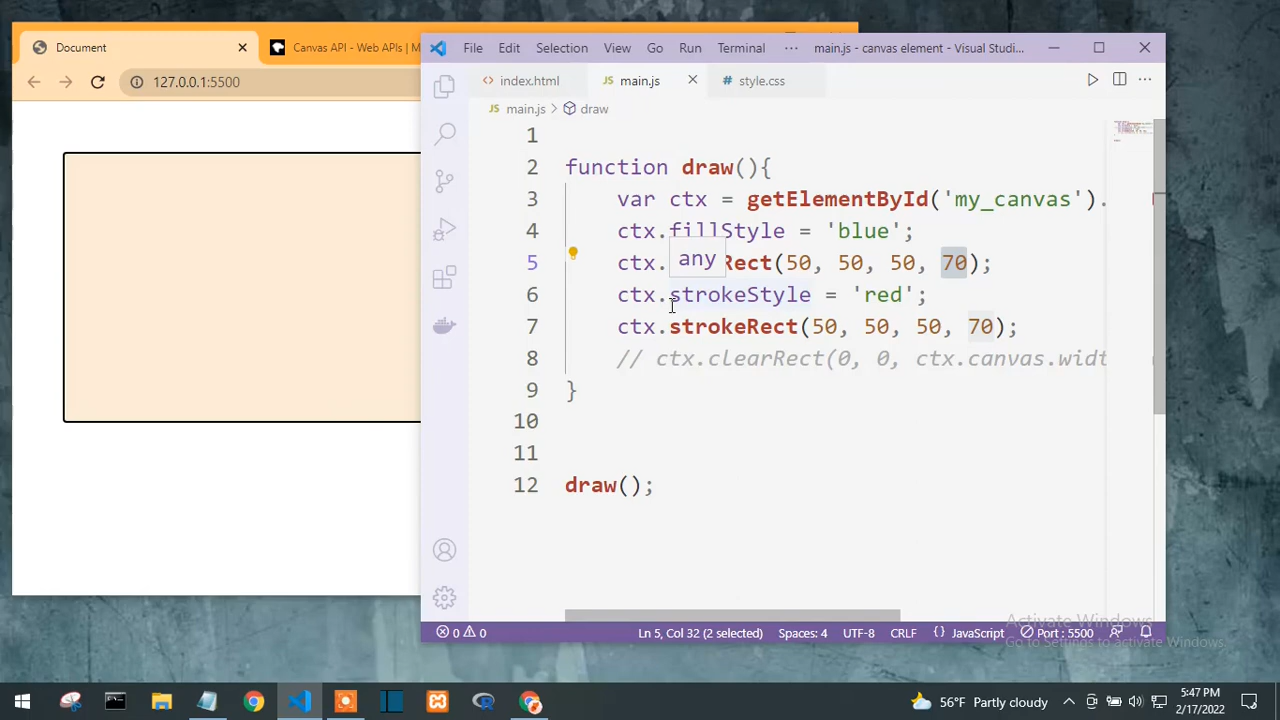 Document
Canvas API - Web APIs | M
127.0.0.1:5500
File Edit Selection View Go Run Terminal ··· main.js - canvas element - Visual Studi...
index.html JS main.js style.css
JS main.js > draw
1
2 function draw(){
3 var ctx = getElementById('my_canvas').
4 ctx.fillStyle = 'blue';
any
5 ctx. Rect(50, 50, 50, 70);
6 ctx.strokeStyle = 'red';
7 ctx.strokeRect(50, 50, 50, 70);
8 // ctx.clearRect(0, 0, ctx.canvas.widt
9 }
10
11
12 draw();
Activate Windows
Go to Settings to activate Windows.
0 0 Ln 5, Col 32 (2 selected) Spaces: 4 UTF-8 CRLF {} JavaScript Port : 5500
56°F Partly cloudy
5:47 PM
2/17/2022